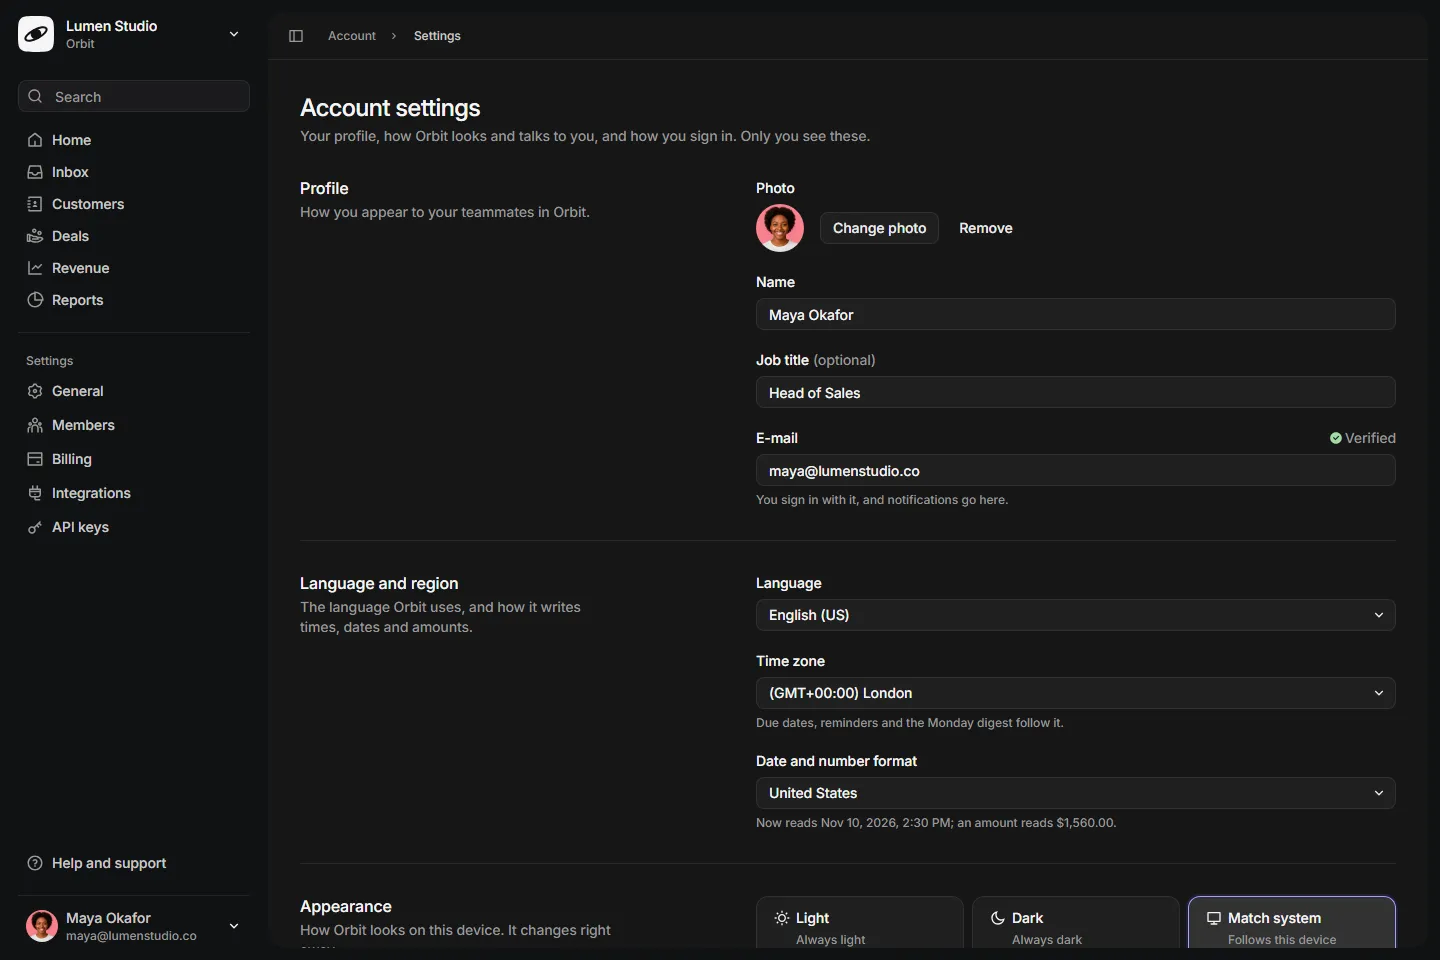 Lumen Studio
Orbit
Search
Home
Inbox
Customers
Deals
Revenue
Reports
Settings
General
Members
Billing
Integrations
API keys
Help and support
Maya Okafor
maya@lumenstudio.co
Account
Settings
Account settings
Your profile, how Orbit looks and talks to you, and how you sign in. Only you see these.
Profile
How you appear to your teammates in Orbit.
Photo
Change photo
Remove
Name
Maya Okafor
Job title (optional)
Head of Sales
E-mail
Verified
maya@lumenstudio.co
You sign in with it, and notifications go here.
Language and region
The language Orbit uses, and how it writes
times, dates and amounts.
Language
English (US)
Time zone
(GMT+00:00) London
Due dates, reminders and the Monday digest follow it.
Date and number format
United States
Now reads Nov 10, 2026, 2:30 PM; an amount reads $1,560.00.
Appearance
How Orbit looks on this device. It changes right
Light
Always light
Dark
Always dark
Match system
Follows this device